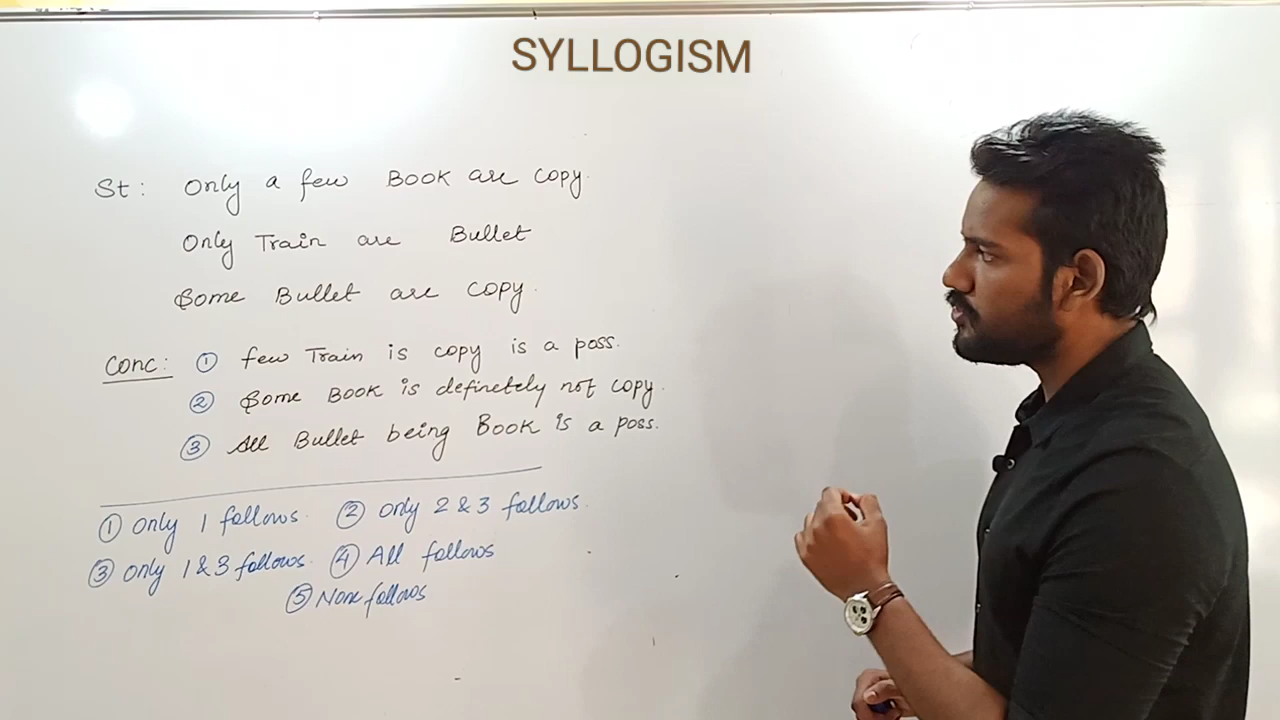 SYLLOGISM
St: Only a few Book are copy.
Only Train are Bullet
Some Bullet are copy.
Conc: ① few Train is copy is a poss.
② Some Book is definetely not copy.
③ All Bullet being Book is a poss.
① only 1 follows. ② only 2 & 3 follows.
③ only 1 & 3 follows. ④ All follows
⑤ None follows